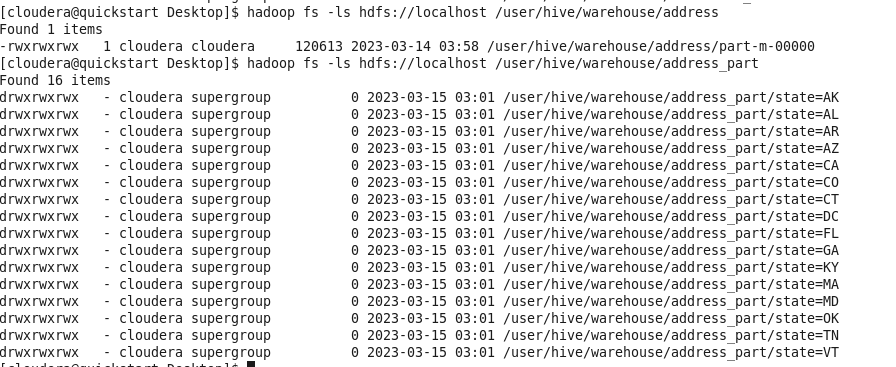 [cloudera@quickstart Desktop]$ hadoop fs -ls hdfs://localhost /user/hive/warehouse/address
Found 1 items
-rwxrwxrwx   1 cloudera cloudera     120613 2023-03-14 03:58 /user/hive/warehouse/address/part-m-00000
[cloudera@quickstart Desktop]$ hadoop fs -ls hdfs://localhost /user/hive/warehouse/address_part
Found 16 items
drwxrwxrwx   - cloudera supergroup          0 2023-03-15 03:01 /user/hive/warehouse/address_part/state=AK
drwxrwxrwx   - cloudera supergroup          0 2023-03-15 03:01 /user/hive/warehouse/address_part/state=AL
drwxrwxrwx   - cloudera supergroup          0 2023-03-15 03:01 /user/hive/warehouse/address_part/state=AR
drwxrwxrwx   - cloudera supergroup          0 2023-03-15 03:01 /user/hive/warehouse/address_part/state=AZ
drwxrwxrwx   - cloudera supergroup          0 2023-03-15 03:01 /user/hive/warehouse/address_part/state=CA
drwxrwxrwx   - cloudera supergroup          0 2023-03-15 03:01 /user/hive/warehouse/address_part/state=CO
drwxrwxrwx   - cloudera supergroup          0 2023-03-15 03:01 /user/hive/warehouse/address_part/state=CT
drwxrwxrwx   - cloudera supergroup          0 2023-03-15 03:01 /user/hive/warehouse/address_part/state=DC
drwxrwxrwx   - cloudera supergroup          0 2023-03-15 03:01 /user/hive/warehouse/address_part/state=FL
drwxrwxrwx   - cloudera supergroup          0 2023-03-15 03:01 /user/hive/warehouse/address_part/state=GA
drwxrwxrwx   - cloudera supergroup          0 2023-03-15 03:01 /user/hive/warehouse/address_part/state=KY
drwxrwxrwx   - cloudera supergroup          0 2023-03-15 03:01 /user/hive/warehouse/address_part/state=MA
drwxrwxrwx   - cloudera supergroup          0 2023-03-15 03:01 /user/hive/warehouse/address_part/state=MD
drwxrwxrwx   - cloudera supergroup          0 2023-03-15 03:01 /user/hive/warehouse/address_part/state=OK
drwxrwxrwx   - cloudera supergroup          0 2023-03-15 03:01 /user/hive/warehouse/address_part/state=TN
drwxrwxrwx   - cloudera supergroup          0 2023-03-15 03:01 /user/hive/warehouse/address_part/state=VT
[cloudera@quickstart Desktop]$